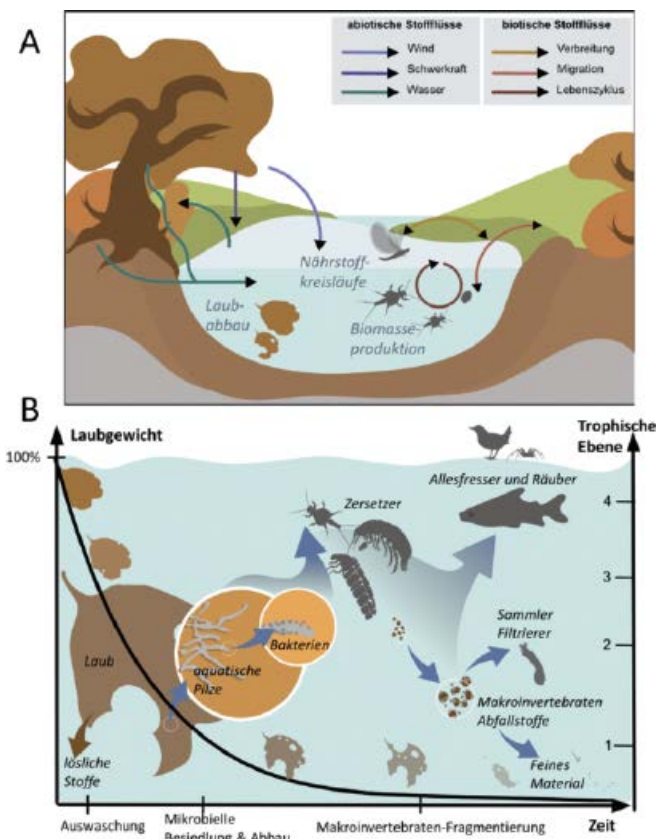 A
abiotische Stoffflüsse
Wind
Schwerkraft
Wasser
biotische Stoffflüsse
Verbreitung
Migration
Lebenszyklus
Nährstoff-
kreisläufe
Laub-
abbau
Biomasse-
produktion
B
Laubgewicht
100%
Trophische
Ebene
Allesfresser und Räuber
4
Zersetzer
3
Sammler
Filtrierer
2
Bakterien
Laub
aquatische
Pilze
Makroinvertebraten
Abfallstoffe
1
lösliche
Stoffe
Feines
Material
Auswaschung
Mikrobielle
Besiedlung & Abbau
Makroinvertebraten-Fragmentierung
Zeit